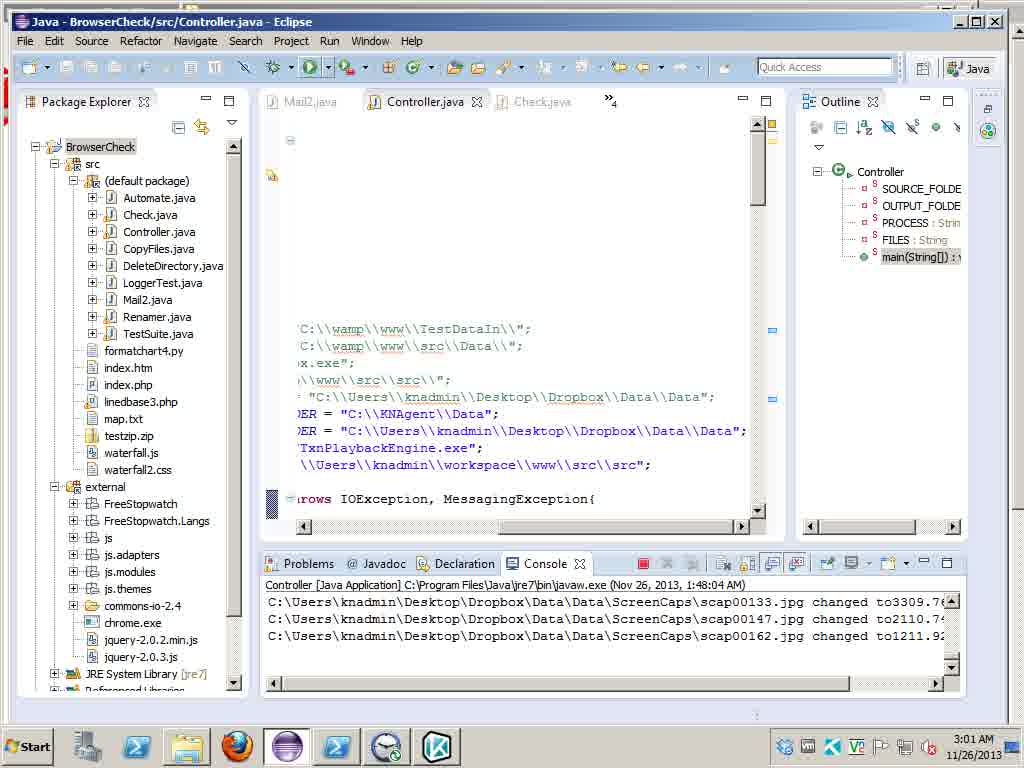 Java - BrowserCheck/src/Controller.java - Eclipse
File Edit Source Refactor Navigate Search Project Run Window Help
Quick Access
Java
Package Explorer
BrowserCheck
src
(default package)
Automate.java
Check.java
Controller.java
CopyFiles.java
DeleteDirectory.java
LoggerTest.java
Mail2.java
Renamer.java
TestSuite.java
formatchart4.py
index.htm
index.php
linedbase3.php
map.txt
testzip.zip
waterfall.js
waterfall2.css
external
FreeStopwatch
FreeStopwatch.Langs
js
js.adapters
js.modules
js.themes
commons-io-2.4
chrome.exe
jquery-2.0.2.min.js
jquery-2.0.3.js
JRE System Library [jre7]
Referenced Libraries
Mail2.java Controller.java Check.java »4
'C:\\wamp\\www\\TestDataIn\\";
'C:\\wamp\\www\\src\\Data\\";
x.exe";
\\www\\src\\src\\";
= "C:\\Users\\knadmin\\Desktop\\Dropbox\\Data\\Data";
DER = "C:\\KNAgent\\Data";
DER = "C:\\Users\\knadmin\\Desktop\\Dropbox\\Data\\Data";
TxnPlaybackEngine.exe";
\\Users\\knadmin\\workspace\\www\\src\\src";
rows IOException, MessagingException{
Outline
Controller
SOURCE_FOLDE
OUTPUT_FOLDE
PROCESS : Strin
FILES : String
main(String[]) : v
Problems @ Javadoc Declaration Console
Controller [Java Application] C:\Program Files\Java\jre7\bin\javaw.exe (Nov 26, 2013, 1:48:04 AM)
C:\Users\knadmin\Desktop\Dropbox\Data\Data\ScreenCaps\scap00133.jpg changed to3309.76
C:\Users\knadmin\Desktop\Dropbox\Data\Data\ScreenCaps\scap00147.jpg changed to2110.74
C:\Users\knadmin\Desktop\Dropbox\Data\Data\ScreenCaps\scap00162.jpg changed to1211.92
Start
3:01 AM
11/26/2013